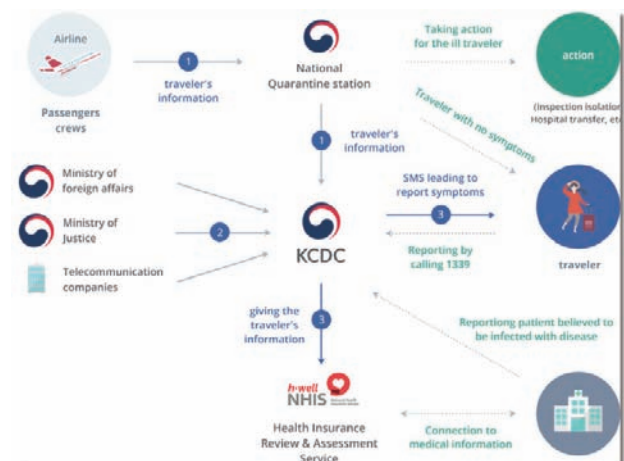 Airline
Passengers
crews
1
traveler's
information
National
Quarantine station
Taking action
for the ill traveler
action
(Inspection isolation
Hospital transfer, etc
Traveler with no symptoms
1
traveler's
information
Ministry of
foreign affairs
Ministry of
Justice
2
Telecommunication
companies
KCDC
SMS leading to
report symptoms
3
Reporting by
calling 1339
traveler
giving the
traveler's
information
3
Reportiong patient believed to
be infected with disease
h-well
NHIS
Health Insurance
Review & Assessment
Service
Connection to
medical information